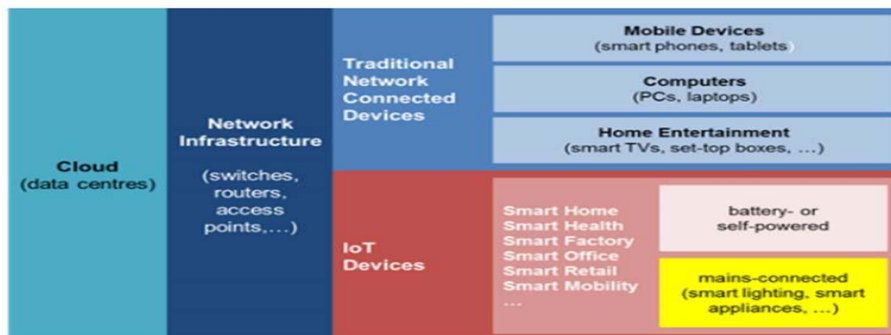 Cloud
(data centres)
Network
Infrastructure
(switches,
routers,
access
points,...)
Traditional
Network
Connected
Devices
Mobile Devices
(smart phones, tablets)
Computers
(PCs, laptops)
Home Entertainment
(smart TVs, set-top boxes, ...)
IoT
Devices
Smart Home
Smart Health
Smart Factory
Smart Office
Smart Retail
Smart Mobility
...
battery- or
self-powered
mains-connected
(smart lighting, smart
appliances, ...)